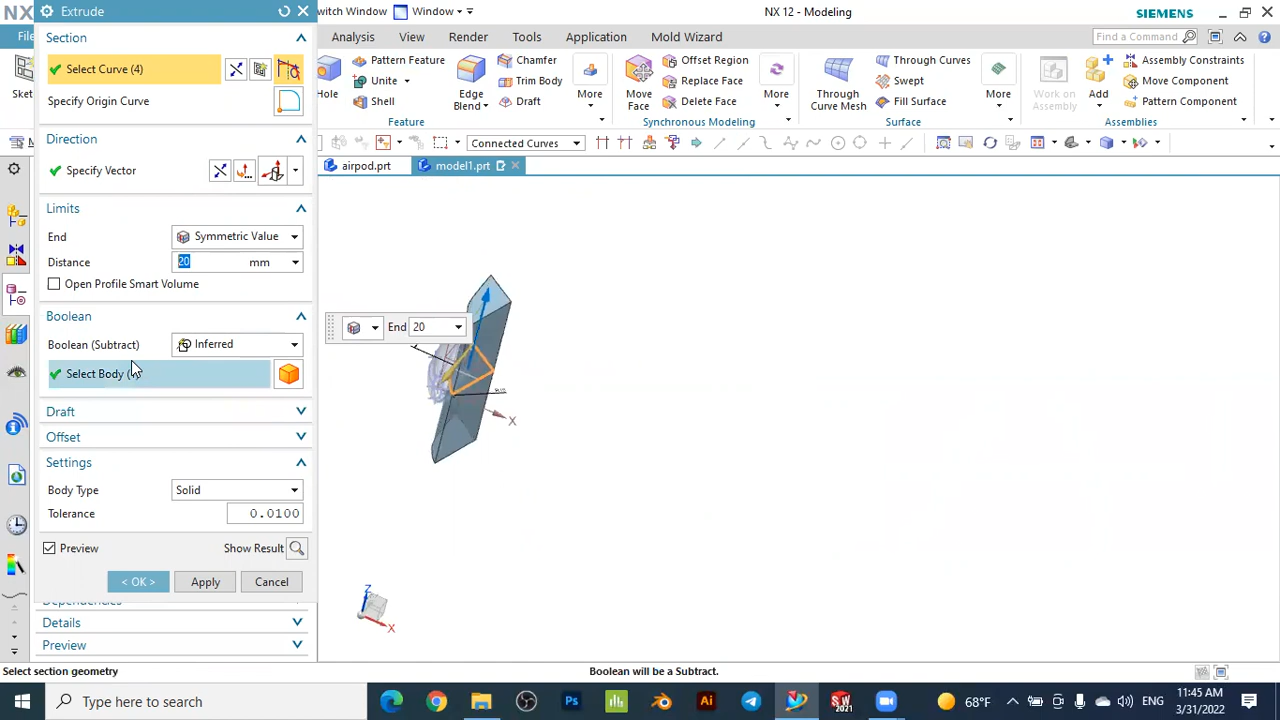 NX
Extrude
witch Window
Window
NX 12 - Modeling
SIEMENS
Section
Analysis
View
Render
Tools
Application
Mold Wizard
Find a Command
Select Curve (4)
Specify Origin Curve
Hole
Pattern Feature
Unite
Shell
Edge Blend
Chamfer
Trim Body
Draft
More
Feature
Move Face
Offset Region
Replace Face
Delete Face
More
Synchronous Modeling
Through Curve Mesh
Through Curves
Swept
Fill Surface
More
Surface
Work on Assembly
Add
Assembly Constraints
Move Component
Pattern Component
Assemblies
Direction
Connected Curves
Specify Vector
airpod.prt
model1.prt
Limits
End
Symmetric Value
Distance
20
mm
Open Profile Smart Volume
Boolean
End
20
Boolean (Subtract)
Inferred
Select Body
Draft
X
Offset
Settings
Body Type
Solid
Tolerance
0.0100
Preview
Show Result
< OK >
Apply
Cancel
Z
X
Dependencies
Details
Preview
Select section geometry
Boolean will be a Subtract.
Type here to search
Ps
Ai
SW
2021
68°F
ENG
11:45 AM
3/31/2022